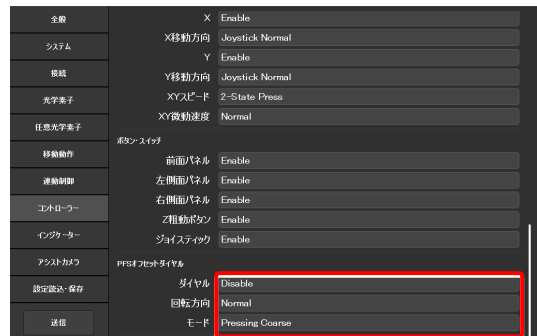 全般
システム
接続
光学素子
任意光学素子
移動動作
連動制御
コントローラー
インジケーター
アシストカメラ
設定読込・保存
送信
X Enable
X移動方向 Joystick Normal
Y Enable
Y移動方向 Joystick Normal
XYスピード 2-State Press
XY微動速度 Normal
ボタン・スイッチ
前面パネル Enable
左側面パネル Enable
右側面パネル Enable
Z粗動ボタン Enable
ジョイスティック Enable
PFSオフセットダイヤル
ダイヤル Disable
回転方向 Normal
モード Pressing Coarse